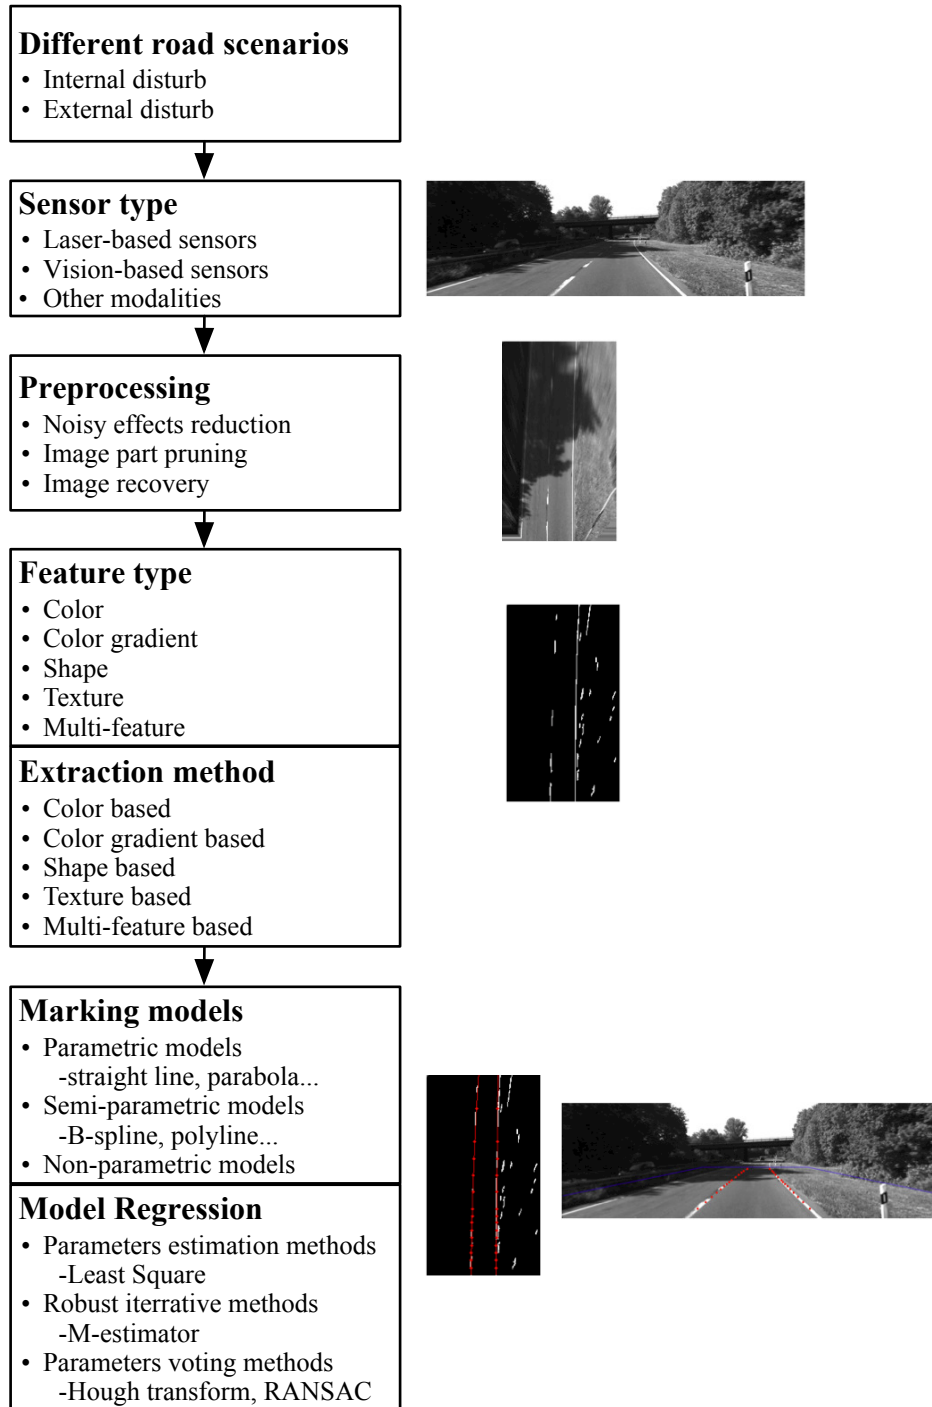 Different road scenarios
• Internal disturb
• External disturb
Sensor type
• Laser-based sensors
• Vision-based sensors
• Other modalities
Preprocessing
• Noisy effects reduction
• Image part pruning
• Image recovery
Feature type
• Color
• Color gradient
• Shape
• Texture
• Multi-feature
Extraction method
• Color based
• Color gradient based
• Shape based
• Texture based
• Multi-feature based
Marking models
• Parametric models
-straight line, parabola...
• Semi-parametric models
-B-spline, polyline...
• Non-parametric models
Model Regression
• Parameters estimation methods
-Least Square
• Robust iterrative methods
-M-estimator
• Parameters voting methods
-Hough transform, RANSAC